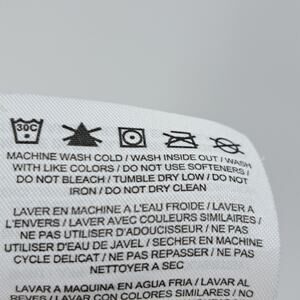 30C
MACHINE WASH COLD / WASH INSIDE OUT / WASH
WITH LIKE COLORS / DO NOT USE SOFTENERS /
DO NOT BLEACH / TUMBLE DRY LOW / DO NOT
IRON / DO NOT DRY CLEAN
LAVER EN MACHINE A L'EAU FROIDE / LAVER A
L'ENVERS / LAVER AVEC COULEURS SIMILAIRES /
NE PAS UTILISER D'ADOUCISSEUR / NE PAS
UTILISER D'EAU DE JAVEL / SECHER EN MACHINE
CYCLE DELICAT / NE PAS REPASSER / NE PAS
NETTOYER A SEC
LAVAR A MAQUINA EN AGUA FRIA / LAVAR AL
REVES / LAVAR CON COLORES SIMILARES / NO